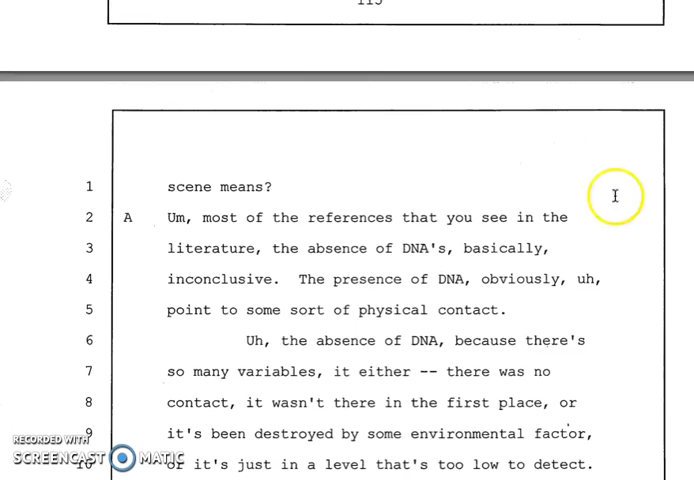 115
1 scene means?
2 A Um, most of the references that you see in the
3 literature, the absence of DNA's, basically,
4 inconclusive. The presence of DNA, obviously, uh,
5 point to some sort of physical contact.
6 Uh, the absence of DNA, because there's
7 so many variables, it either -- there was no
8 contact, it wasn't there in the first place, or
9 it's been destroyed by some environmental factor,
10 or it's just in a level that's too low to detect.
RECORDED WITH
SCREENCAST MATIC